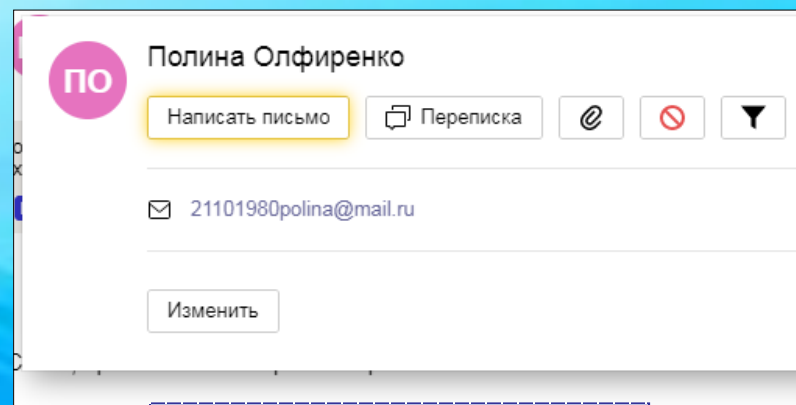 Полина Олфиренко
ПО
Написать письмо
Переписка
21101980polina@mail.ru
Изменить